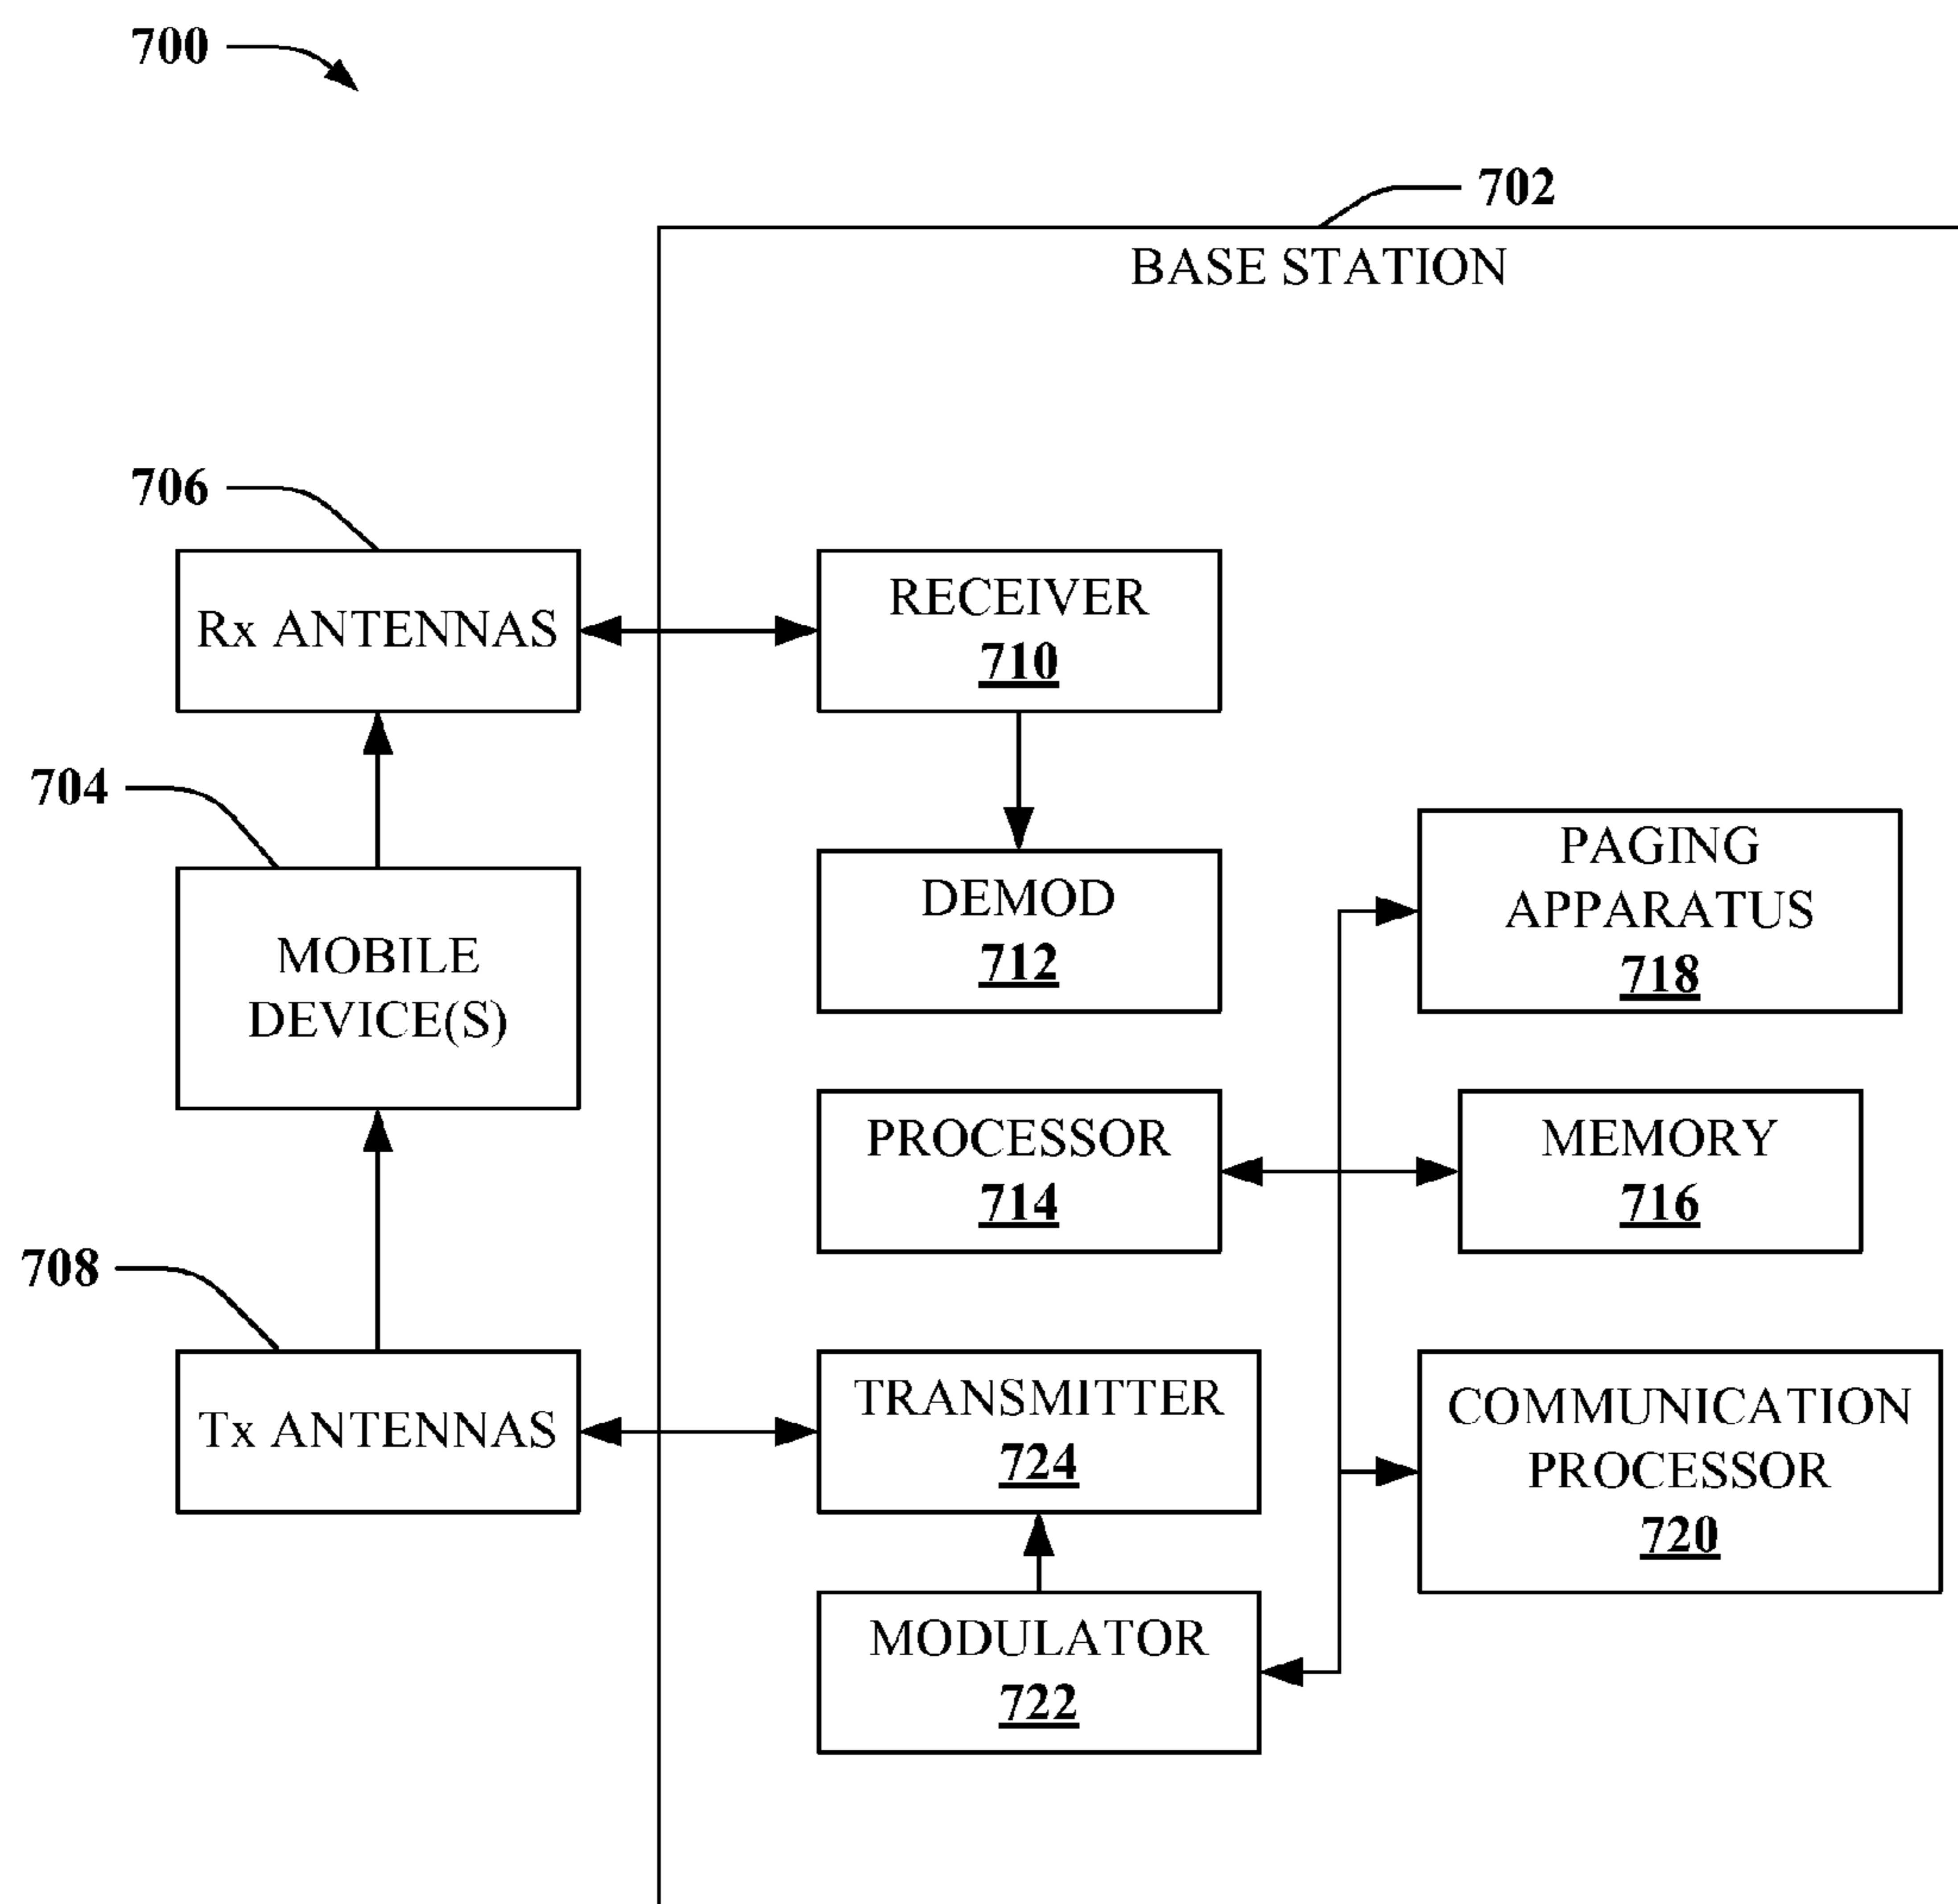 700
702
BASE STATION
706
Rx ANTENNAS
RECEIVER
710
704
MOBILE
DEVICE(S)
DEMOD
712
PAGING
APPARATUS
718
PROCESSOR
714
MEMORY
716
708
Tx ANTENNAS
TRANSMITTER
724
COMMUNICATION
PROCESSOR
720
MODULATOR
722